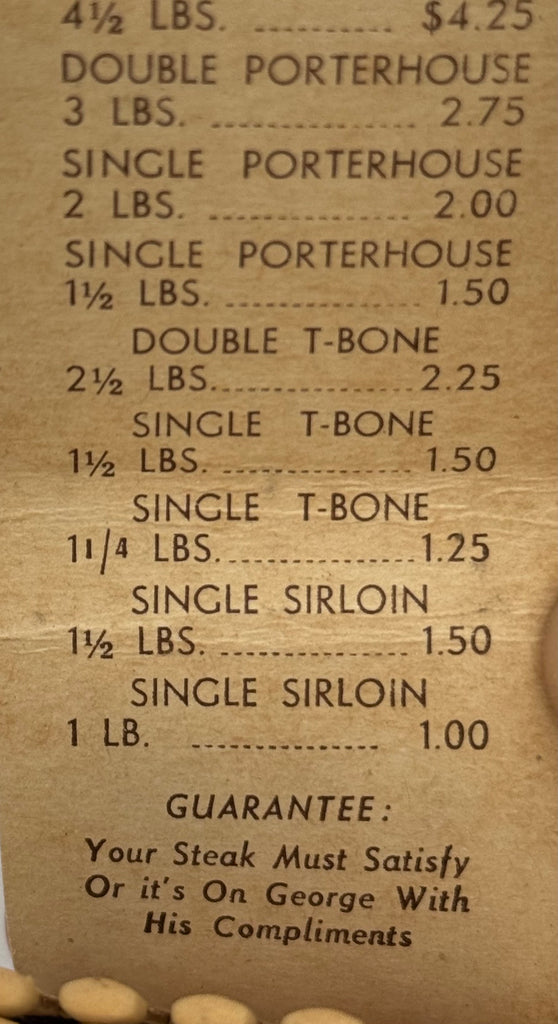 4½ LBS. .......... $4.25
DOUBLE PORTERHOUSE
3 LBS. ............... 2.75
SINGLE PORTERHOUSE
2 LBS. ............... 2.00
SINGLE PORTERHOUSE
1½ LBS. ............... 1.50
DOUBLE T-BONE
2½ LBS................ 2.25
SINGLE T-BONE
1½ LBS. ............... 1.50
SINGLE T-BONE
1 1/4 LBS................ 1.25
SINGLE SIRLOIN
1½ LBS. ............... 1.50
SINGLE SIRLOIN
1 LB. ............... 1.00
GUARANTEE:
Your Steak Must Satisfy
Or it's On George With
His Compliments